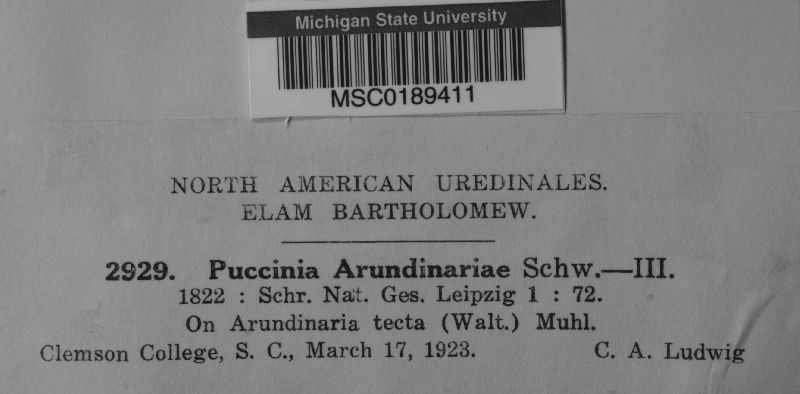 Michigan State University
MSC0189411
NORTH AMERICAN UREDINALES.
ELAM BARTHOLOMEW.
2929. Puccinia Arundinariae Schw.—III.
1822 : Schr. Nat. Ges. Leipzig 1 : 72.
On Arundinaria tecta (Walt.) Muhl.
Clemson College, S. C., March 17, 1923. C. A. Ludwig